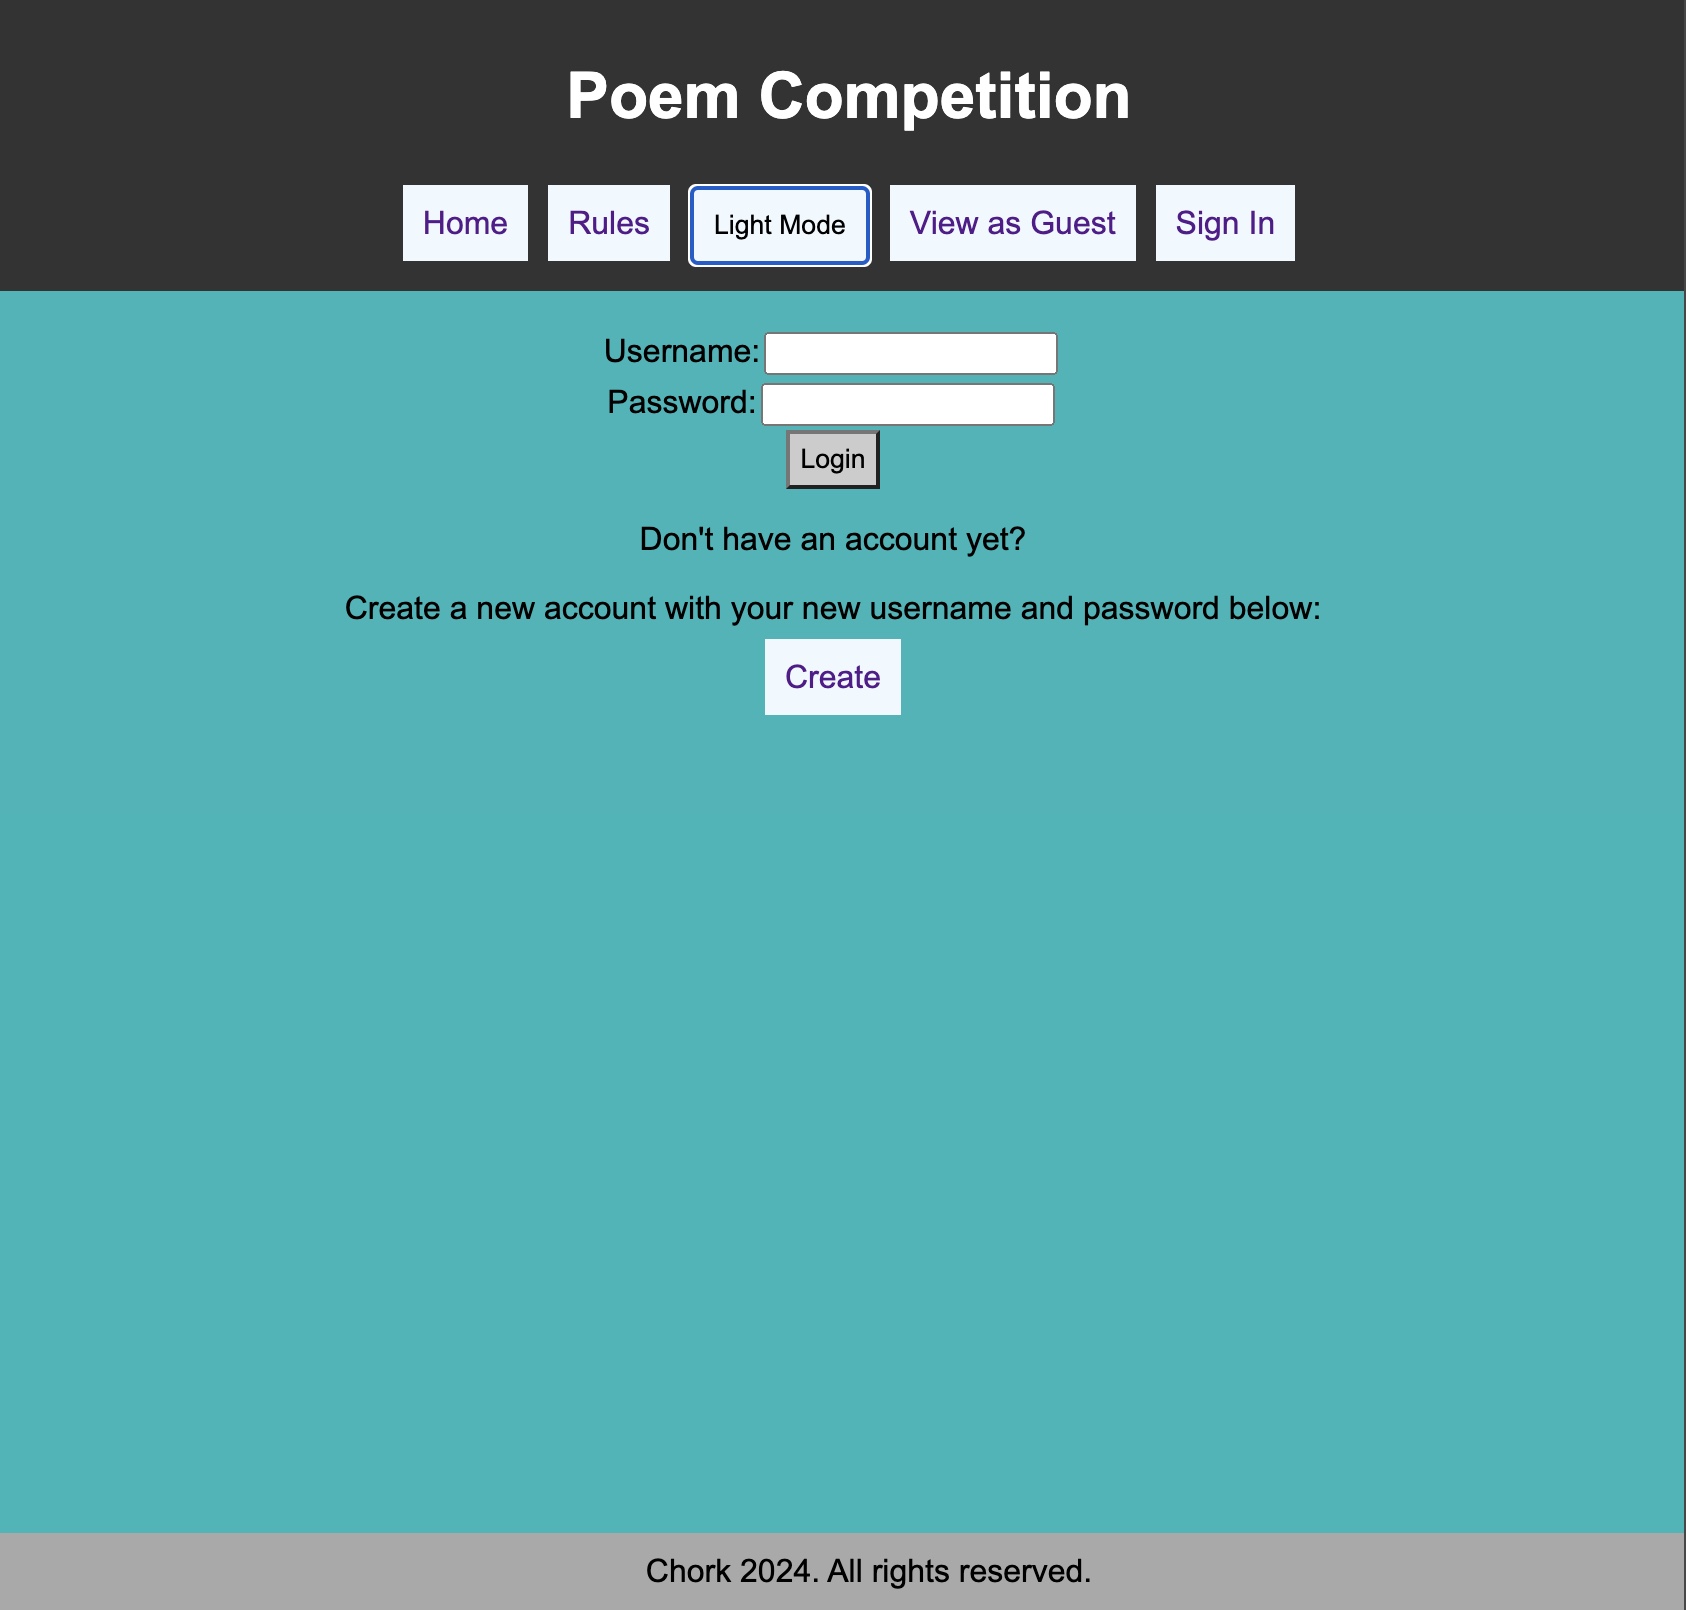 Poem Competition
Home Rules Light Mode View as Guest Sign In
Username:
Password:
Login
Don't have an account yet?
Create a new account with your new username and password below:
Create
Chork 2024. All rights reserved.